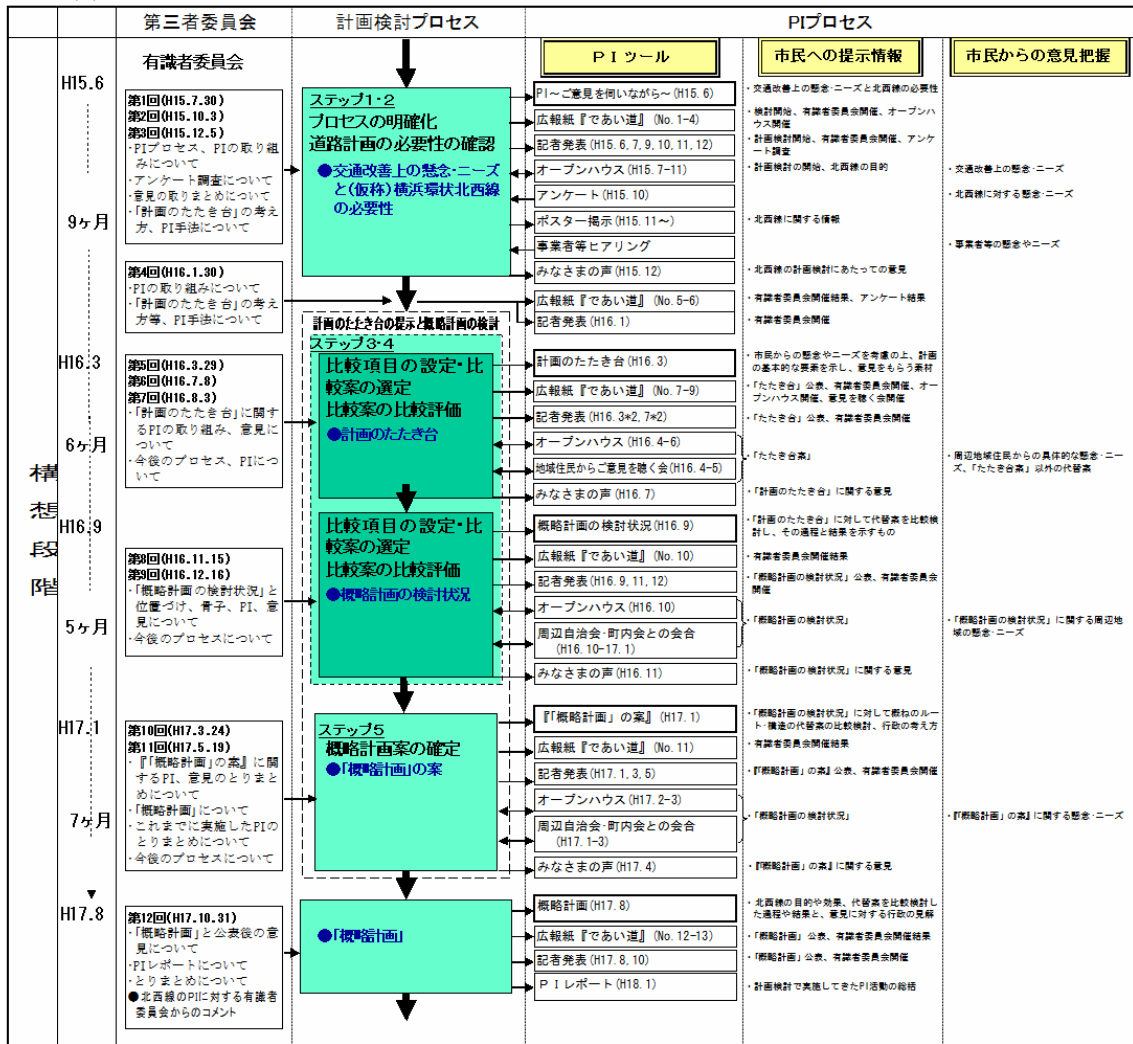 第三者委員会
計画検討プロセス
PIプロセス
有識者委員会
PIツール
市民への提示情報
市民からの意見把握
構想段階
H15.6
9ヶ月
H16.3
6ヶ月
H16.9
5ヶ月
H17.1
7ヶ月
▼
H17.8
第1回(H15.7.30)
第2回(H15.10.3)
第3回(H15.12.5)
・PIプロセス、PIの取り組
みについて
・アンケート調査について
・意見の取りまとめについて
・「計画のたたき台」の考え
方、PI手法について
第4回(H16.1.30)
・PIの取り組みについて
・「計画のたたき台」の考え
方等、PI手法について
第5回(H16.3.29)
第6回(H16.7.8)
第7回(H16.8.3)
・「計画のたたき台」に関す
るPIの取り組み、意見に
ついて
・今後のプロセス、PIにつ
いて
第8回(H16.11.15)
第9回(H16.12.16)
・「概略計画の検討状況」と
位置づけ、骨子、PI、意
見について
・今後のプロセスについて
第10回(H17.3.24)
第11回(H17.5.19)
・『「概略計画」の案』に関
するPI、意見のとりま
とめについて
・「概略計画」について
・これまでに実施したPIの
とりまとめについて
・今後のプロセスについて
第12回(H17.10.31)
・「概略計画」と公表後の意
見について
・PIレポートについて
・とりまとめについて
●北西線のPIに対する有識者
委員会からのコメント
ステップ1・2
プロセスの明確化
道路計画の必要性の確認
●交通改善上の懸念・ニーズ
と(仮称)横浜環状北西線
の必要性
計画のたたき台の提示と概略計画の検討
ステップ3・4
比較項目の設定・比
較案の選定
比較案の比較評価
●計画のたたき台
比較項目の設定・比
較案の選定
比較案の比較評価
●概略計画の検討状況
ステップ5
概略計画案の確定
●「概略計画」の案
●「概略計画」
PI～ご意見を伺いながら～(H15.6)
広報紙『であい道』(No.1-4)
記者発表(H15.6,7,9,10,11,12)
オープンハウス(H15.7-11)
アンケート(H15.10)
ポスター掲示(H15.11～)
事業者等ヒアリング
みなさまの声(H15.12)
広報紙『であい道』(No.5-6)
記者発表(H16.1)
計画のたたき台(H16.3)
広報紙『であい道』(No.7-9)
記者発表(H16.3*2,7*2)
オープンハウス(H16.4-6)
地域住民からご意見を聴く会(H16.4-5)
みなさまの声(H16.7)
概略計画の検討状況(H16.9)
広報紙『であい道』(No.10)
記者発表(H16.9,11,12)
オープンハウス(H16.10)
周辺自治会・町内会との会合
(H16.10-17.1)
みなさまの声(H16.11)
『「概略計画」の案』(H17.1)
広報紙『であい道』(No.11)
記者発表(H17.1,3,5)
オープンハウス(H17.2-3)
周辺自治会・町内会との会合
(H17.1-3)
みなさまの声(H17.4)
概略計画(H17.8)
広報紙『であい道』(No.12-13)
記者発表(H17.8,10)
PIレポート(H18.1)
・交通改善上の懸念・ニーズと北西線の必要性
・検討開始、有識者委員会開催、オープンハ
ウス開催
・計画検討開始、有識者委員会開催、アンケ
ート調査
・計画検討の開始、北西線の目的
・北西線に関する情報
・北西線の計画検討にあたっての意見
・有識者委員会開催結果、アンケート結果
・有識者委員会開催
・市民からの懸念やニーズを考慮の上、計画
の基本的な要素を示し、意見をもらう素材
・「たたき台」公表、有識者委員会開催、オー
プンハウス開催、意見を聴く会開催
・「たたき台」公表、有識者委員会開催
・「たたき台案」
・「計画のたたき台」に関する意見
・「計画のたたき台」に対して代替案を比較検
討し、その過程と結果を示すもの
・有識者委員会開催結果
・「概略計画の検討状況」公表、有識者委員会
開催
・「概略計画の検討状況」
・「概略計画の検討状況」に関する意見
・「概略計画の検討状況」に対して概ねのルー
ト・構造の代替案の比較検討、行政の考え方
・有識者委員会開催結果
・『「概略計画」の案』公表、有識者委員会開催
・「概略計画の検討状況」
・『「概略計画」の案』に関する意見
・北西線の目的や効果、代替案を比較検討し
た過程や結果と、意見に対する行政の見解
・「概略計画」公表、有識者委員会開催結果
・「概略計画」公表、有識者委員会開催
・計画検討で実施してきたPI活動の総括
・交通改善上の懸念・ニーズ
・北西線に対する懸念・ニーズ
・事業者等の懸念やニーズ
・周辺地域住民からの具体的な懸念・ニー
ズ、「たたき台案」以外の代替案
・「概略計画の検討状況」に関する周辺地
域の懸念・ニーズ
・『「概略計画」の案』に関する懸念・ニーズ